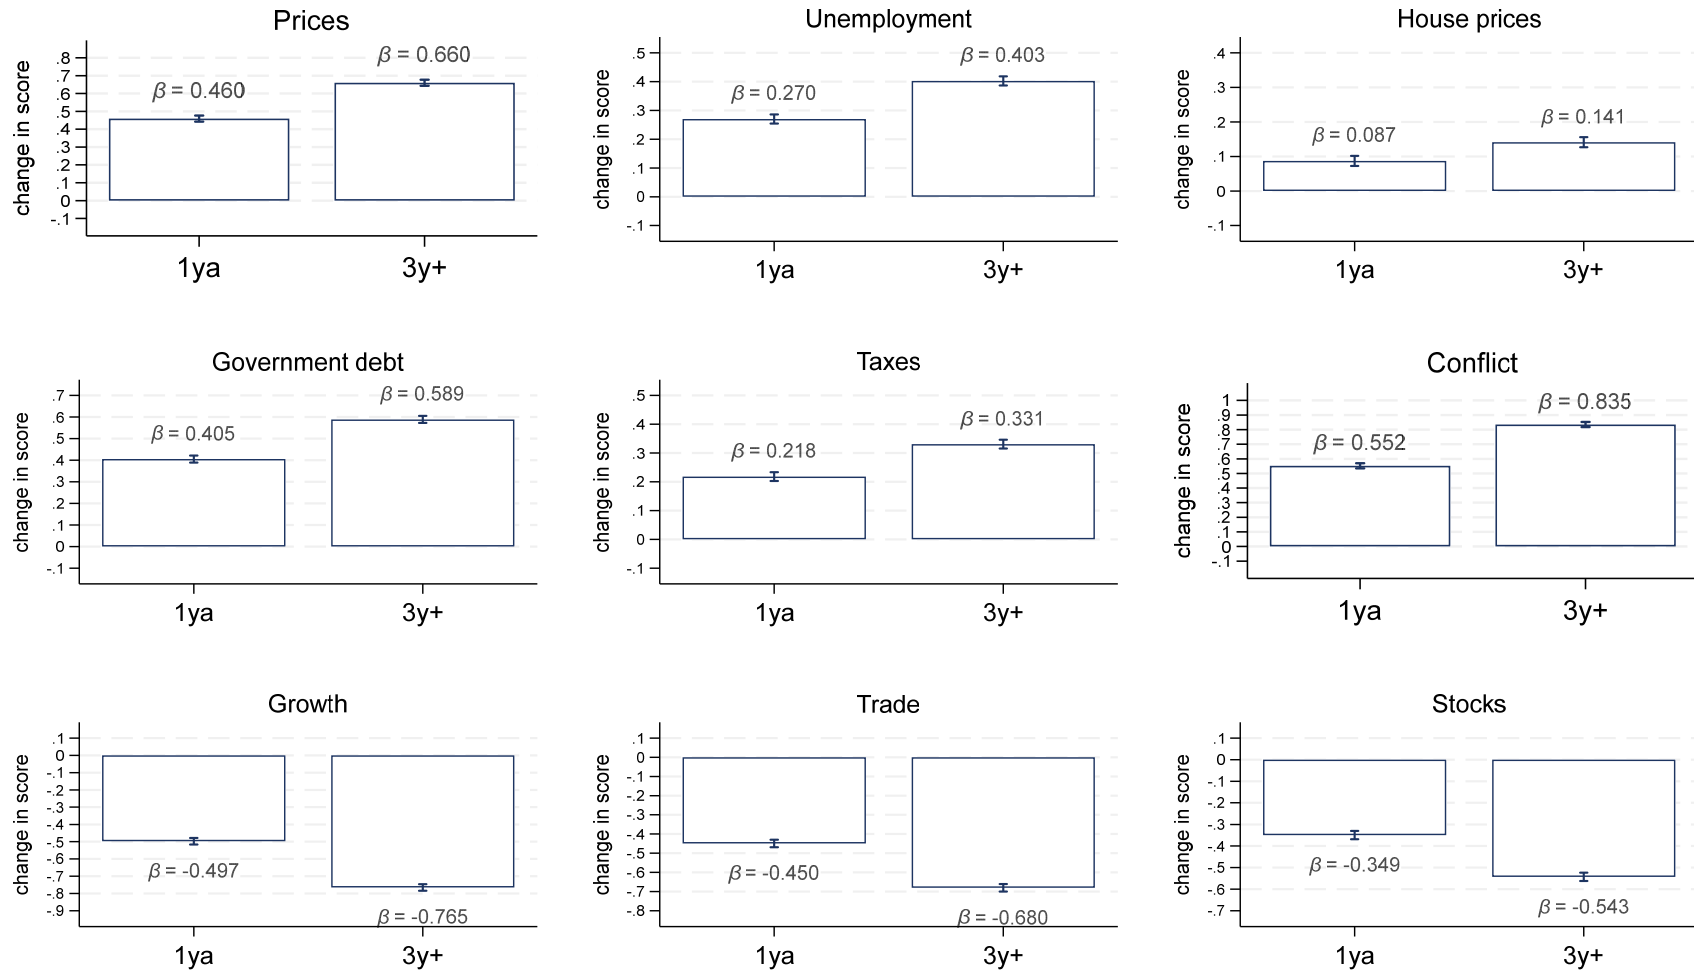 Prices
change in score
.8
.7
.6
.5
.4
.3
.2
.1
0
-.1
β = 0.460
β = 0.660
1ya
3y+
Unemployment
change in score
.5
.4
.3
.2
.1
0
-.1
β = 0.270
β = 0.403
1ya
3y+
House prices
change in score
.4
.3
.2
.1
0
-.1
β = 0.087
β = 0.141
1ya
3y+
Government debt
change in score
.7
.6
.5
.4
.3
.2
.1
0
-.1
β = 0.405
β = 0.589
1ya
3y+
Taxes
change in score
.5
.4
.3
.2
.1
0
-.1
β = 0.218
β = 0.331
1ya
3y+
Conflict
change in score
1
.9
.8
.7
.6
.5
.4
.3
.2
.1
0
-.1
β = 0.552
β = 0.835
1ya
3y+
Growth
change in score
.1
0
-.1
-.2
-.3
-.4
-.5
-.6
-.7
-.8
-.9
β = -0.497
β = -0.765
1ya
3y+
Trade
change in score
.1
0
-.1
-.2
-.3
-.4
-.5
-.6
-.7
-.8
β = -0.450
β = -0.680
1ya
3y+
Stocks
change in score
.1
0
-.1
-.2
-.3
-.4
-.5
-.6
-.7
β = -0.349
β = -0.543
1ya
3y+